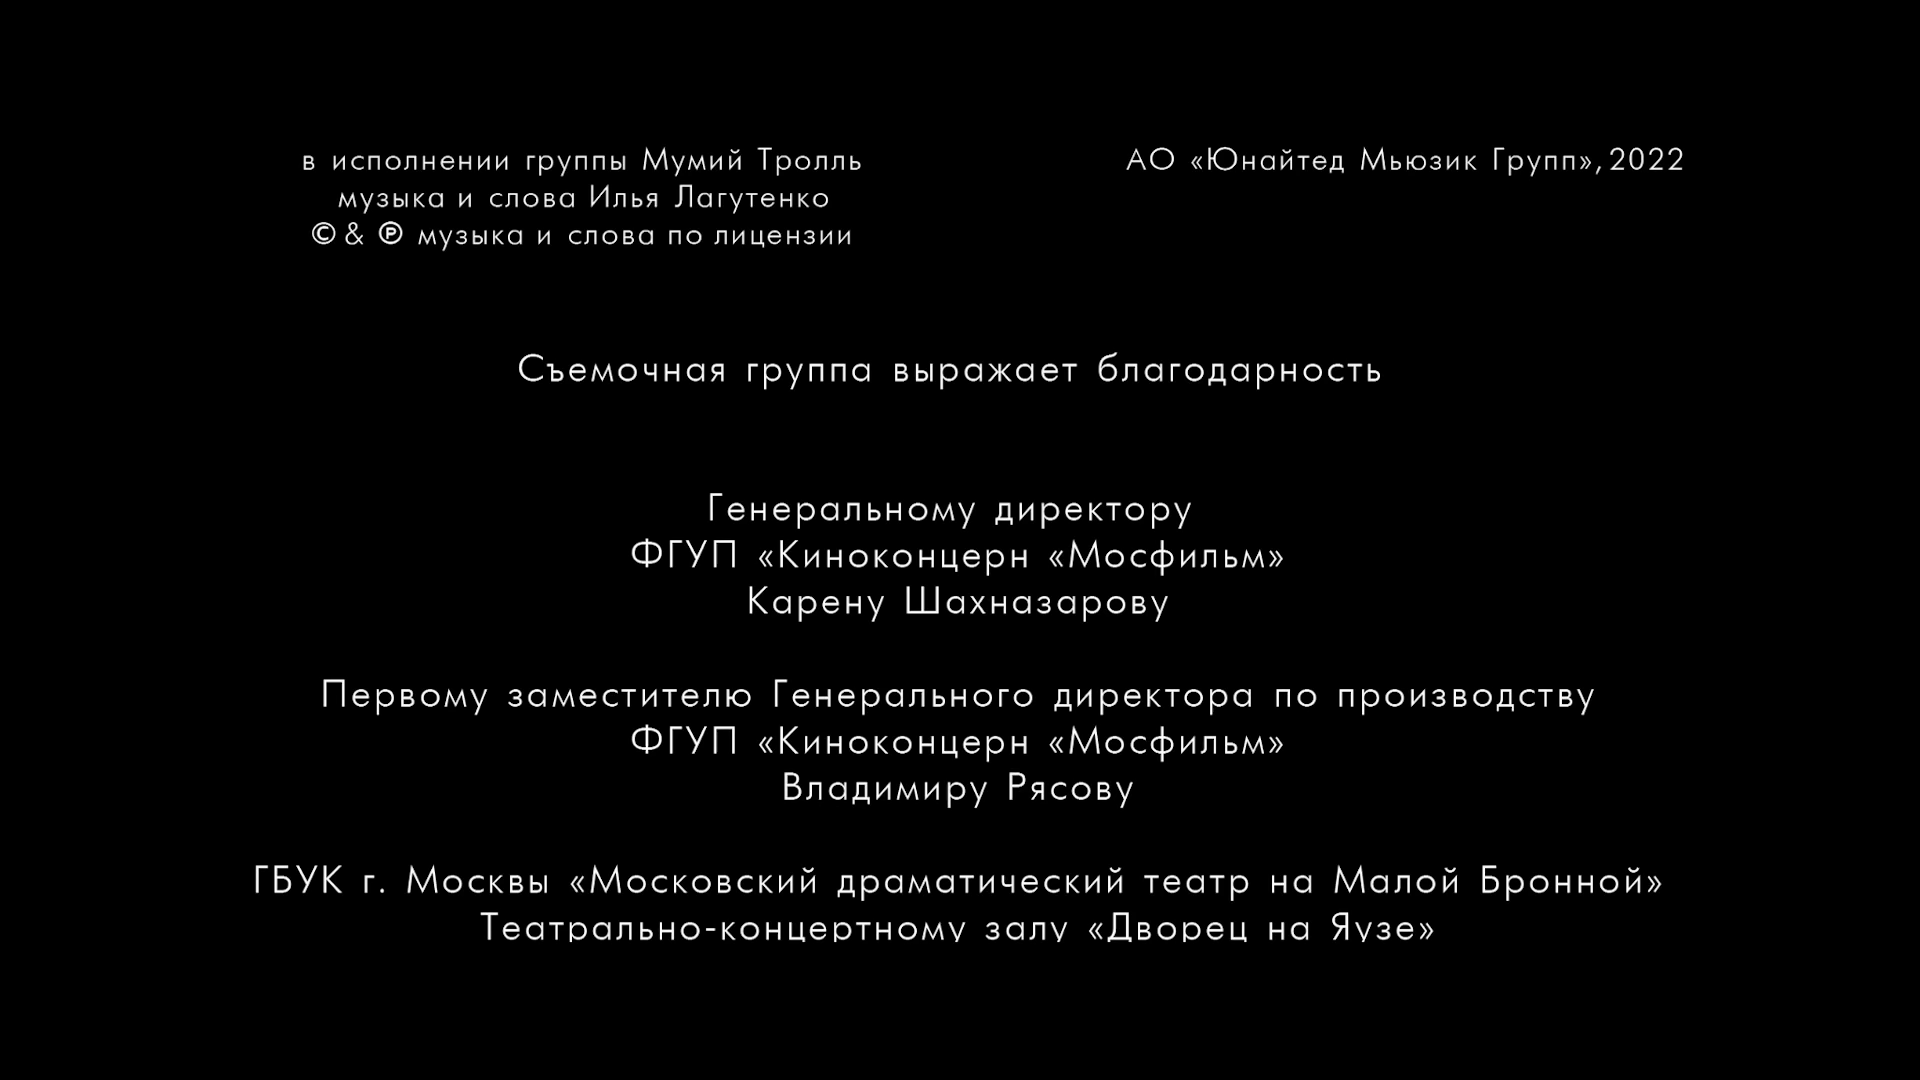 в исполнении группы Мумий Тролль
музыка и слова Илья Лагутенко
© & ℗ музыка и слова по лицензии
АО «Юнайтед Мьюзик Групп»,2022
Съемочная группа выражает благодарность
Генеральному директору
ФГУП «Киноконцерн «Мосфильм»
Карену Шахназарову
Первому заместителю Генерального директора по производству
ФГУП «Киноконцерн «Мосфильм»
Владимиру Рясову
ГБУК г. Москвы «Московский драматический театр на Малой Бронной»
Театрально-концертному залу «Дворец на Яузе»